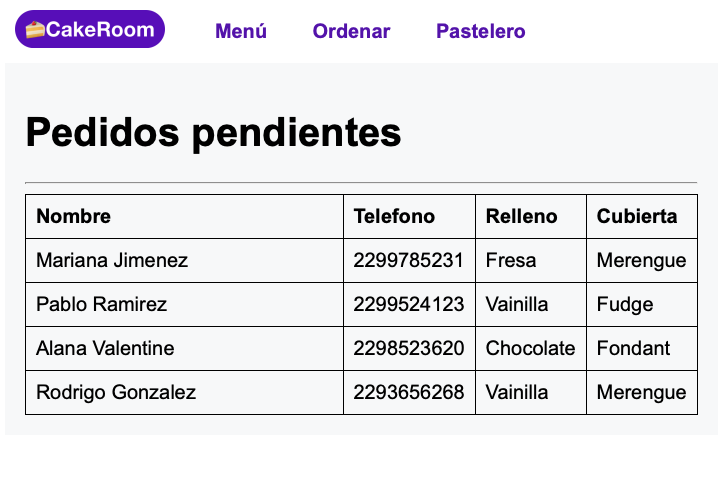 🍰CakeRoom Menú Ordenar Pastelero
Pedidos pendientes
Nombre Telefono Relleno Cubierta
Mariana Jimenez 2299785231 Fresa Merengue
Pablo Ramirez 2299524123 Vainilla Fudge
Alana Valentine 2298523620 Chocolate Fondant
Rodrigo Gonzalez 2293656268 Vainilla Merengue